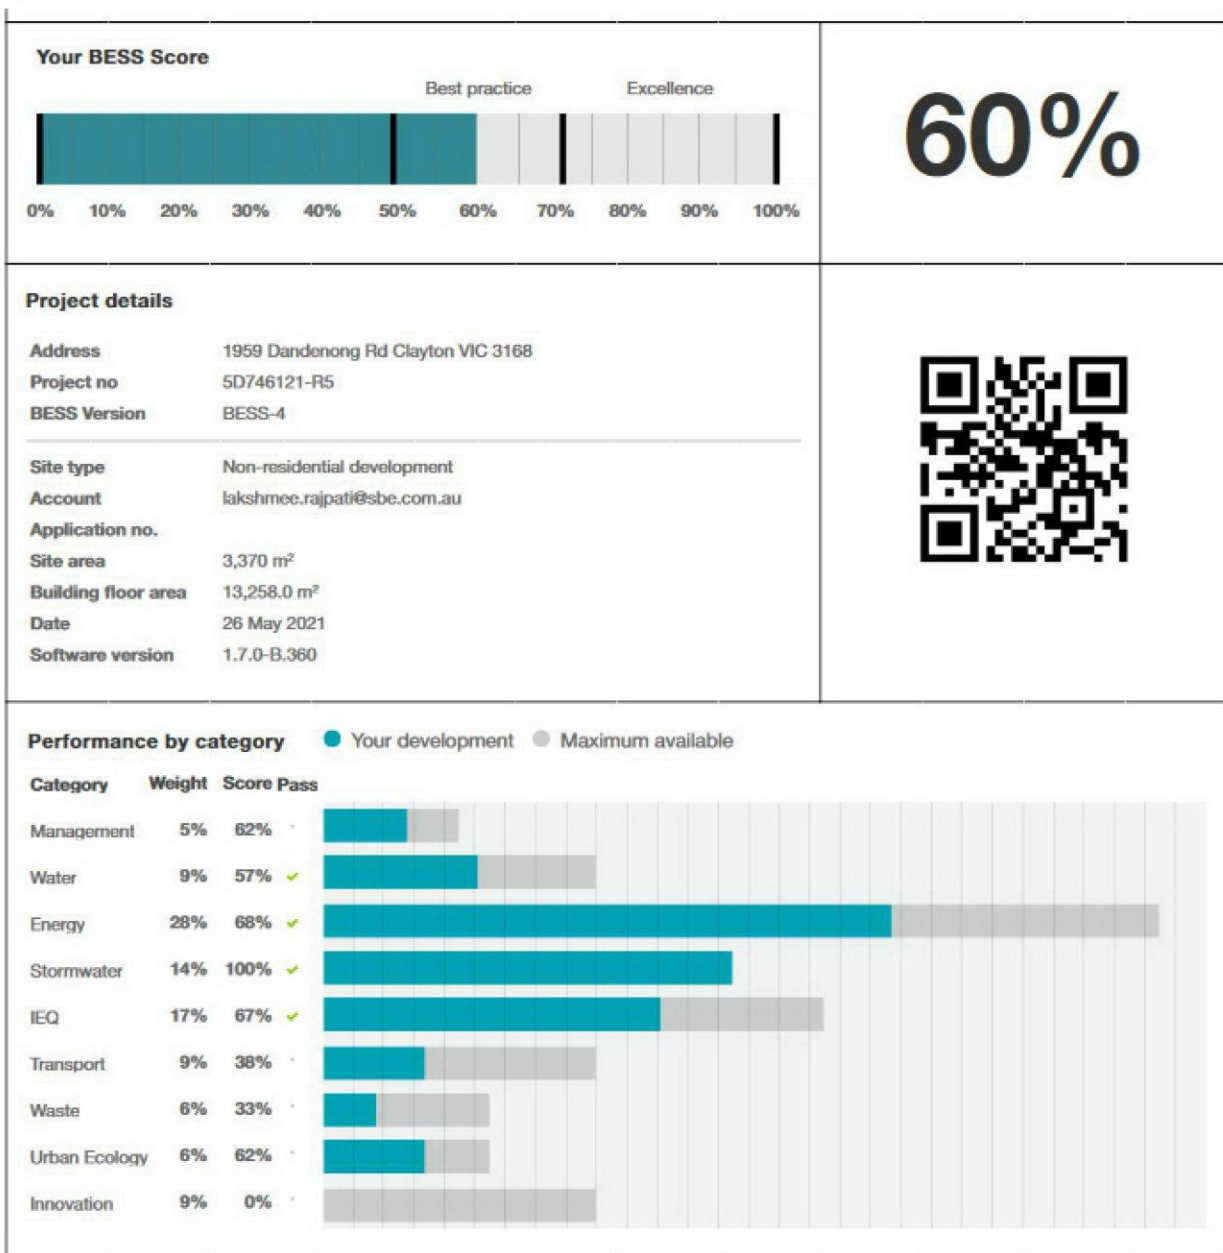 Your BESS Score
Best practice Excellence
60%
0% 10% 20% 30% 40% 50% 60% 70% 80% 90% 100%
Project details
Address 1959 Dandenong Rd Clayton VIC 3168
Project no 5D746121-R5
BESS Version BESS-4
Site type Non-residential development
Account lakshmee.rajpati@sbe.com.au
Application no.
Site area 3,370 m²
Building floor area 13,258.0 m²
Date 26 May 2021
Software version 1.7.0-B.360
Performance by category Your development Maximum available
Category Weight Score Pass
Management 5% 62%
Water 9% 57% ✓
Energy 28% 68% ✓
Stormwater 14% 100% ✓
IEQ 17% 67% ✓
Transport 9% 38%
Waste 6% 33%
Urban Ecology 6% 62%
Innovation 9% 0%